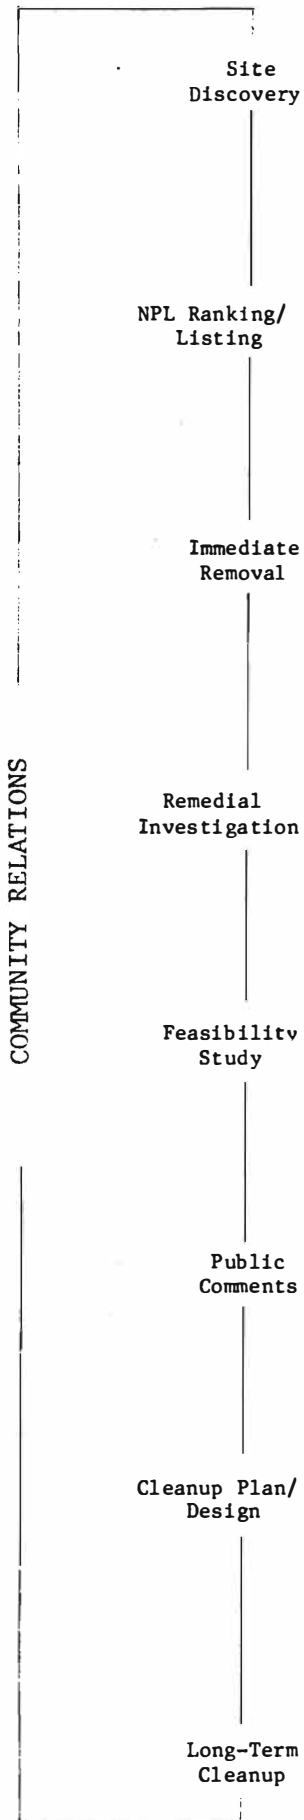 Site
Discovery
NPL Ranking/
Listing
Immediate
Removal
COMMUNITY RELATIONS
Remedial
Investigation
Feasibility
Study
Public
Comments
Cleanup Plan/
Design
Long-Term
Cleanup